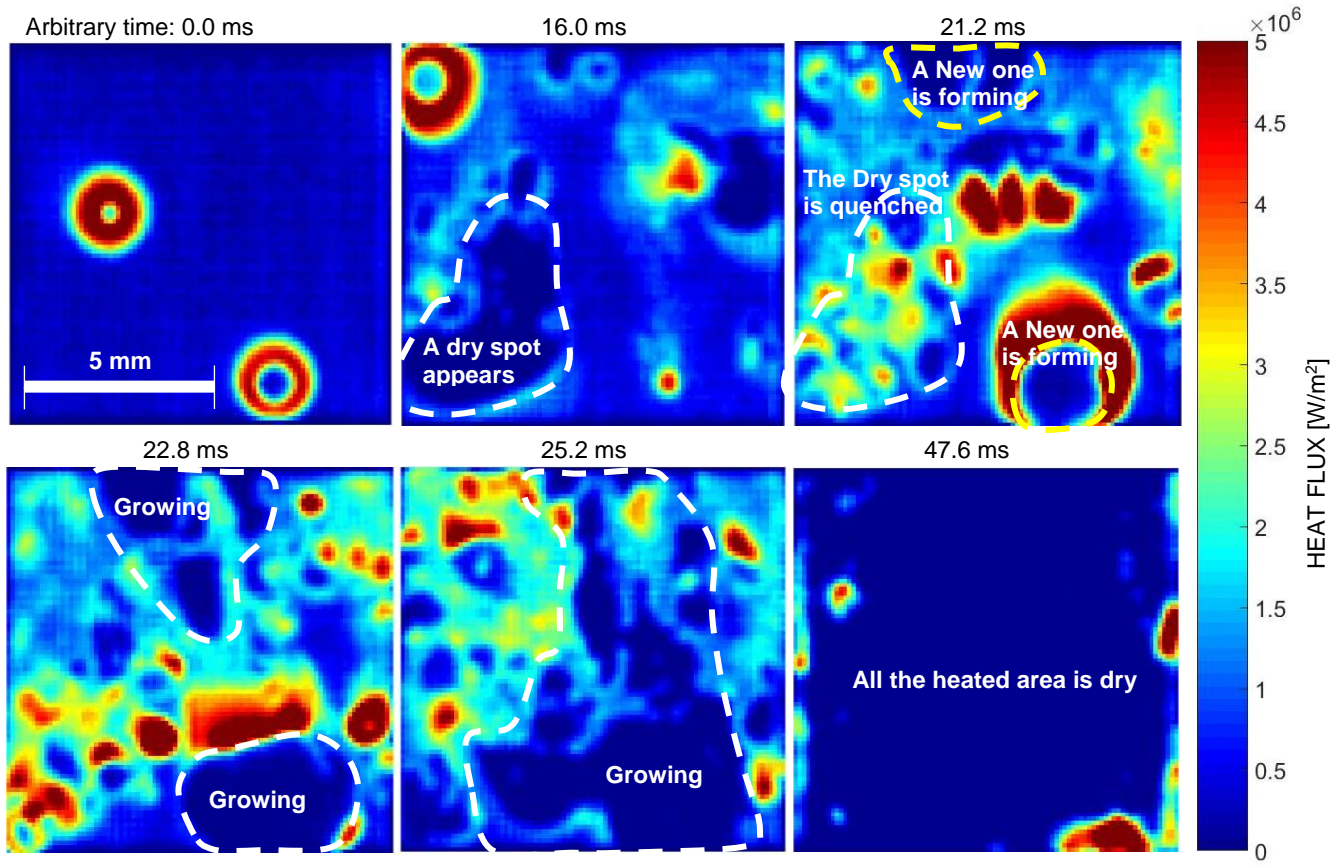 Arbitrary time: 0.0 ms
16.0 ms
21.2 ms
×10⁶
5 mm
A dry spot
appears
A New one
is forming
The Dry spot
is quenched
A New one
is forming
22.8 ms
25.2 ms
47.6 ms
Growing
Growing
Growing
All the heated area is dry
5
4.5
4
3.5
3
2.5
2
1.5
1
0.5
0
HEAT FLUX [W/m²]